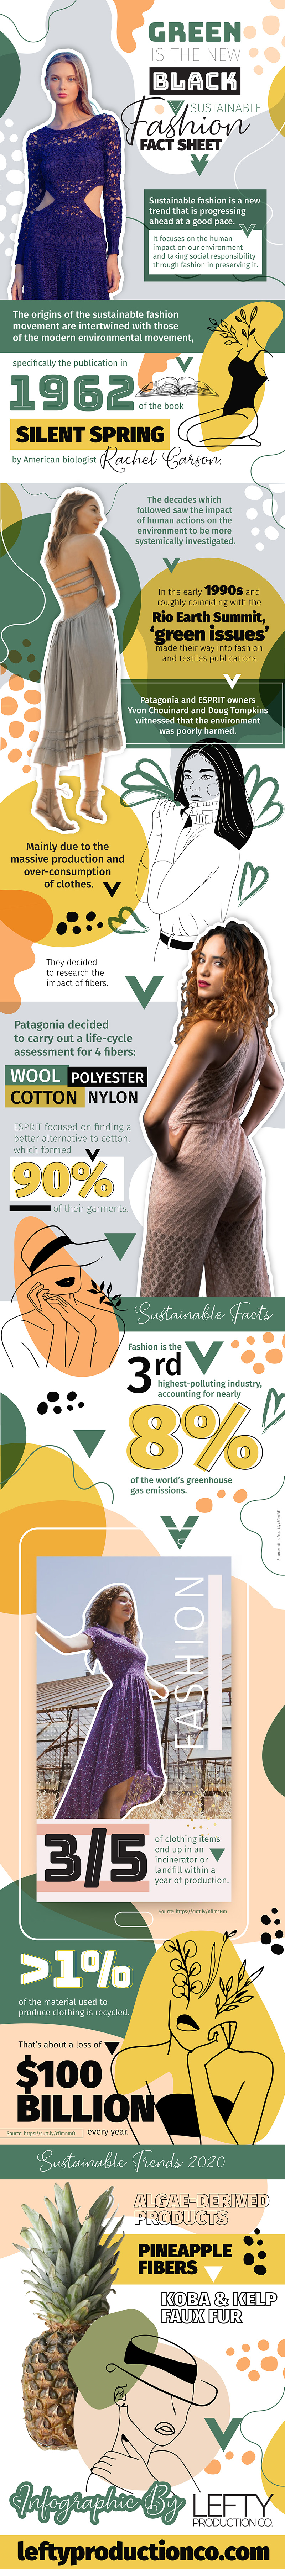 GREEN
IS THE NEW
BLACK
SUSTAINABLE
Fashion
FACT SHEET
Sustainable fashion is a new
trend that is progressing
ahead at a good pace.
It focuses on the human
impact on our environment
and taking social responsibility
through fashion in preserving it.
The origins of the sustainable fashion
movement are intertwined with those
of the modern environmental movement,
specifically the publication in
1962
of the book
SILENT SPRING
by American biologist Rachel Carson.
The decades which
followed saw the impact
of human actions on the
environment to be more
systemically investigated.
In the early 1990s and
roughly coinciding with the
Rio Earth Summit,
'green issues'
made their way into fashion
and textiles publications.
Patagonia and ESPRIT owners
Yvon Chouinard and Doug Tompkins
witnessed that the environment
was poorly harmed.
Mainly due to the
massive production and
over-consumption
of clothes.
They decided
to research the
impact of fibers.
Patagonia decided
to carry out a life-cycle
assessment for 4 fibers:
WOOL POLYESTER
COTTON NYLON
ESPRIT focused on finding a
better alternative to cotton,
which formed
90%
of their garments.
Sustainable Facts
Fashion is the
3rd
highest-polluting industry,
accounting for nearly
8%
of the world's greenhouse
gas emissions.
FASHION
3/5
of clothing items
end up in an
incinerator or
landfill within a
year of production.
>1%
of the material used to
produce clothing is recycled.
That's about a loss of
$100
BILLION
every year.
Sustainable Trends 2020
ALGAE-DERIVED
PRODUCTS
PINEAPPLE
FIBERS
KOBA & KELP
FAUX FUR
Infographic By
LEFTY
PRODUCTION CO.
leftyproductionco.com